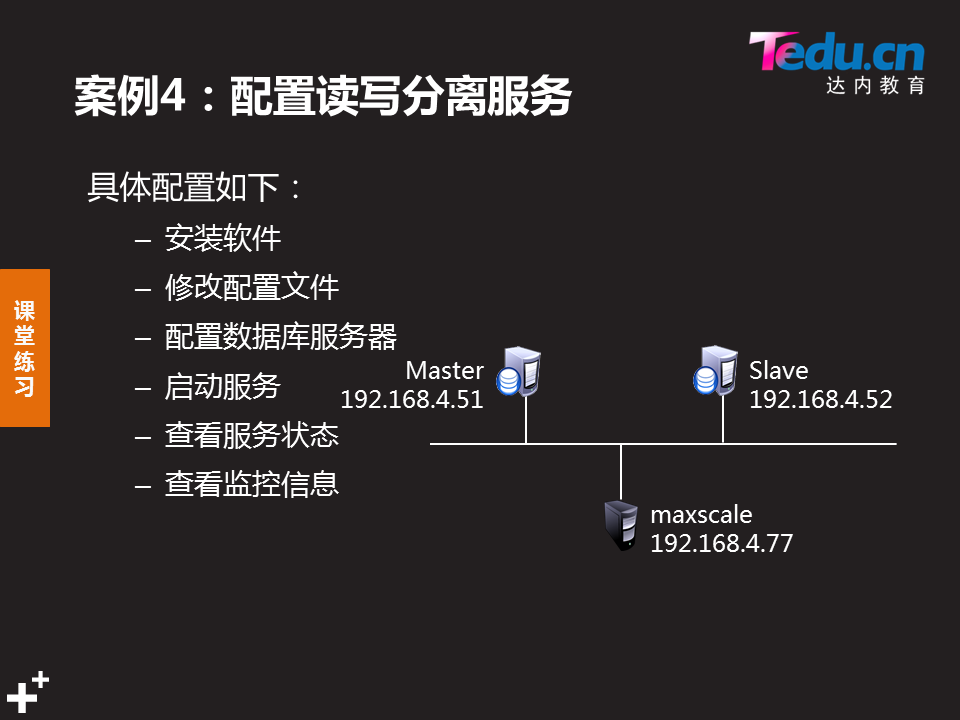 Tedu.cn
达内教育
案例4：配置读写分离服务
具体配置如下：
– 安装软件
– 修改配置文件
– 配置数据库服务器
– 启动服务
– 查看服务状态
– 查看监控信息
课堂练习
Master
192.168.4.51
Slave
192.168.4.52
maxscale
192.168.4.77